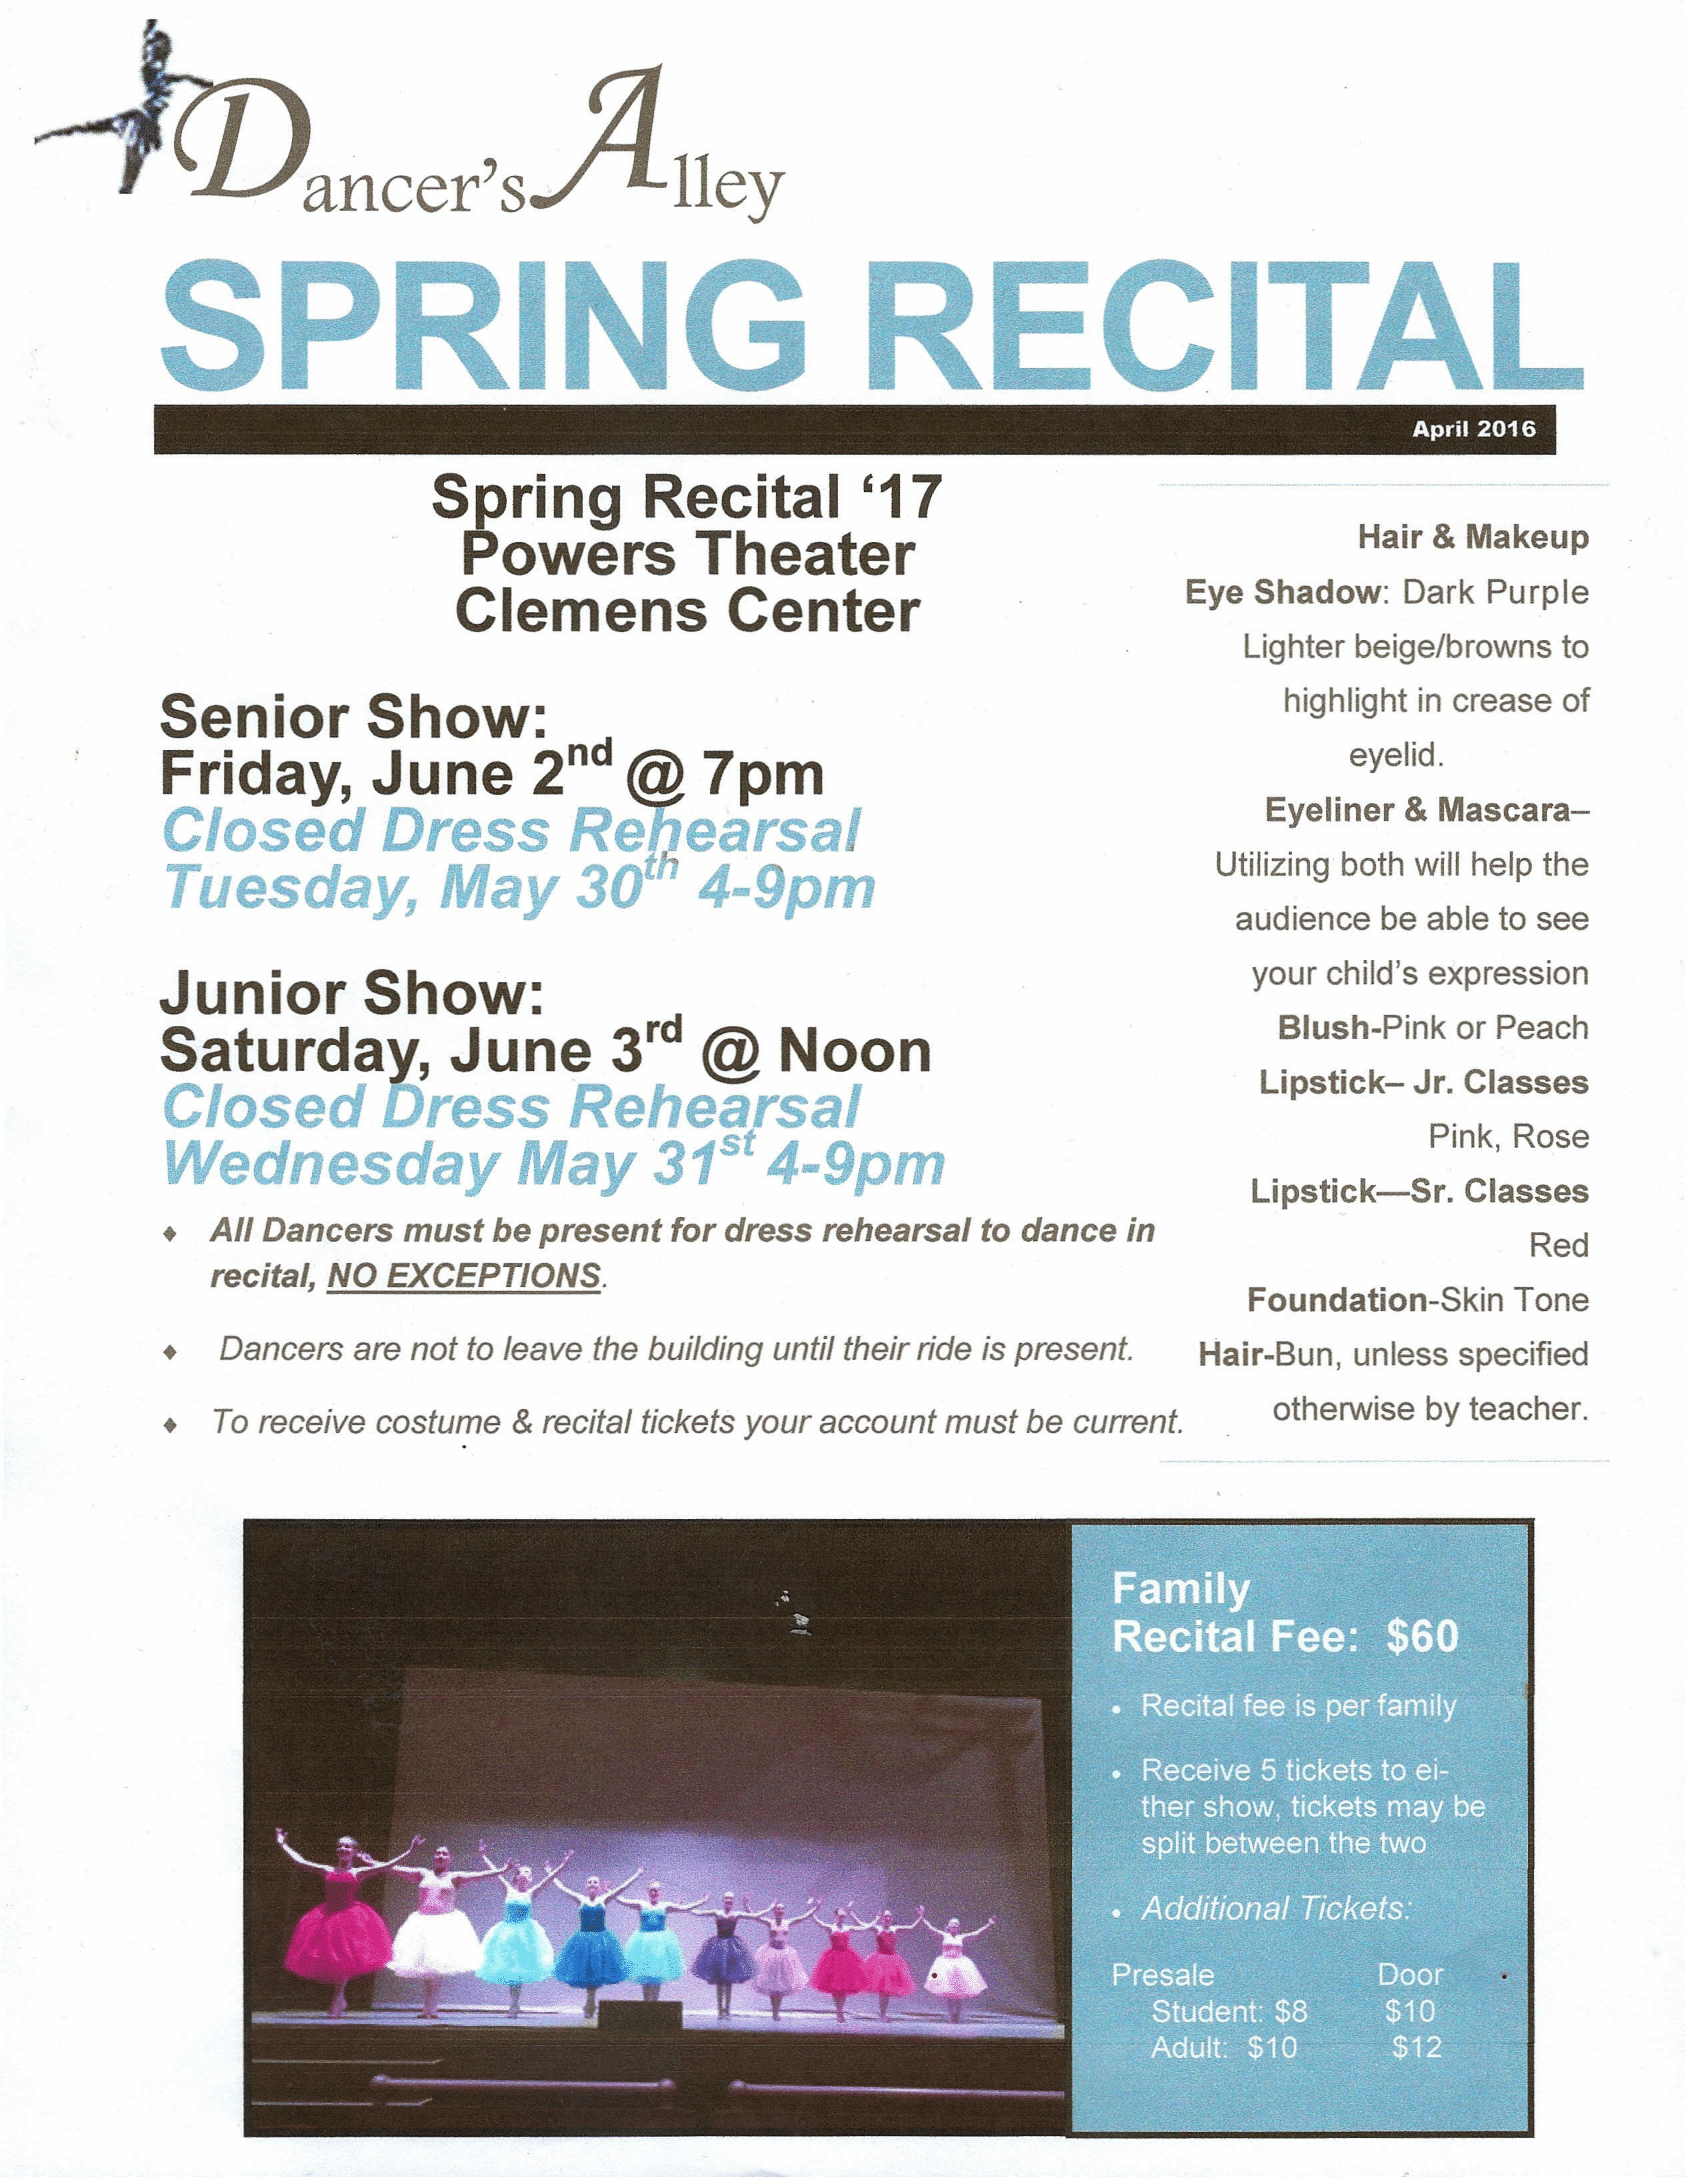 Dancer's Alley
SPRING RECITAL
April 2016
Spring Recital ‘17
Powers Theater
Clemens Center
Senior Show:
Friday, June 2nd @ 7pm
Closed Dress Rehearsal
Tuesday, May 30th 4-9pm
Junior Show:
Saturday, June 3rd @ Noon
Closed Dress Rehearsal
Wednesday May 31st 4-9pm
♦ All Dancers must be present for dress rehearsal to dance in
recital, NO EXCEPTIONS.
♦ Dancers are not to leave the building until their ride is present.
♦ To receive costume & recital tickets your account must be current.
Hair & Makeup
Eye Shadow: Dark Purple
Lighter beige/browns to
highlight in crease of
eyelid.
Eyeliner & Mascara–
Utilizing both will help the
audience be able to see
your child's expression
Blush-Pink or Peach
Lipstick– Jr. Classes
Pink, Rose
Lipstick—Sr. Classes
Red
Foundation-Skin Tone
Hair-Bun, unless specified
otherwise by teacher.
Family
Recital Fee: $60
• Recital fee is per family
• Receive 5 tickets to ei-
ther show, tickets may be
split between the two
• Additional Tickets:
Presale Door
Student: $8 $10
Adult: $10 $12